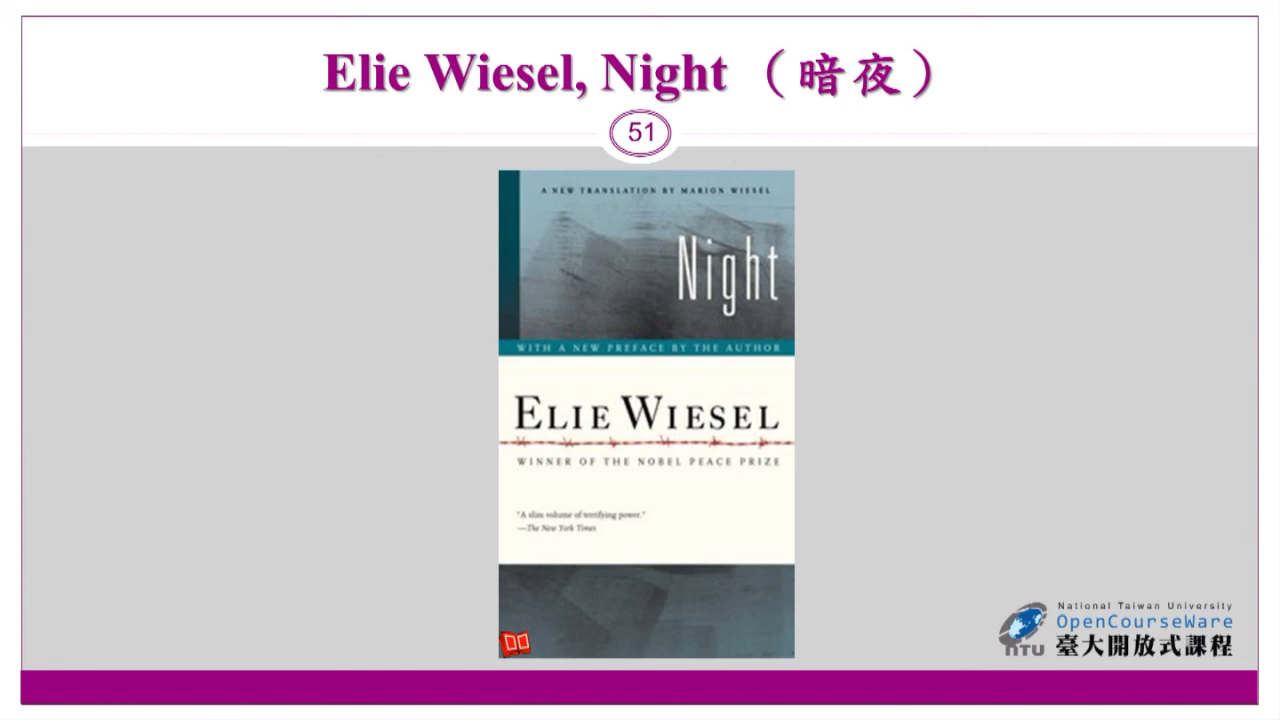 Elie Wiesel, Night （暗夜）
51
A NEW TRANSLATION BY MARION WIESEL
Night
WITH A NEW PREFACE BY THE AUTHOR
ELIE WIESEL
WINNER OF THE NOBEL PEACE PRIZE
"A slim volume of terrifying power."
—The New York Times
National Taiwan University
OpenCourseWare
NTU 臺大開放式課程